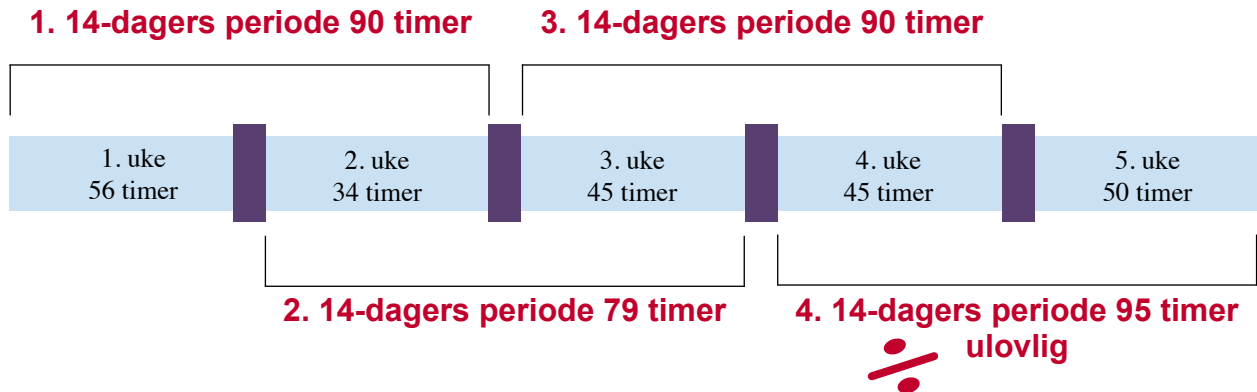 1. 14-dagers periode 90 timer
3. 14-dagers periode 90 timer
1. uke
56 timer
2. uke
34 timer
3. uke
45 timer
4. uke
45 timer
5. uke
50 timer
2. 14-dagers periode 79 timer
4. 14-dagers periode 95 timer
ulovlig